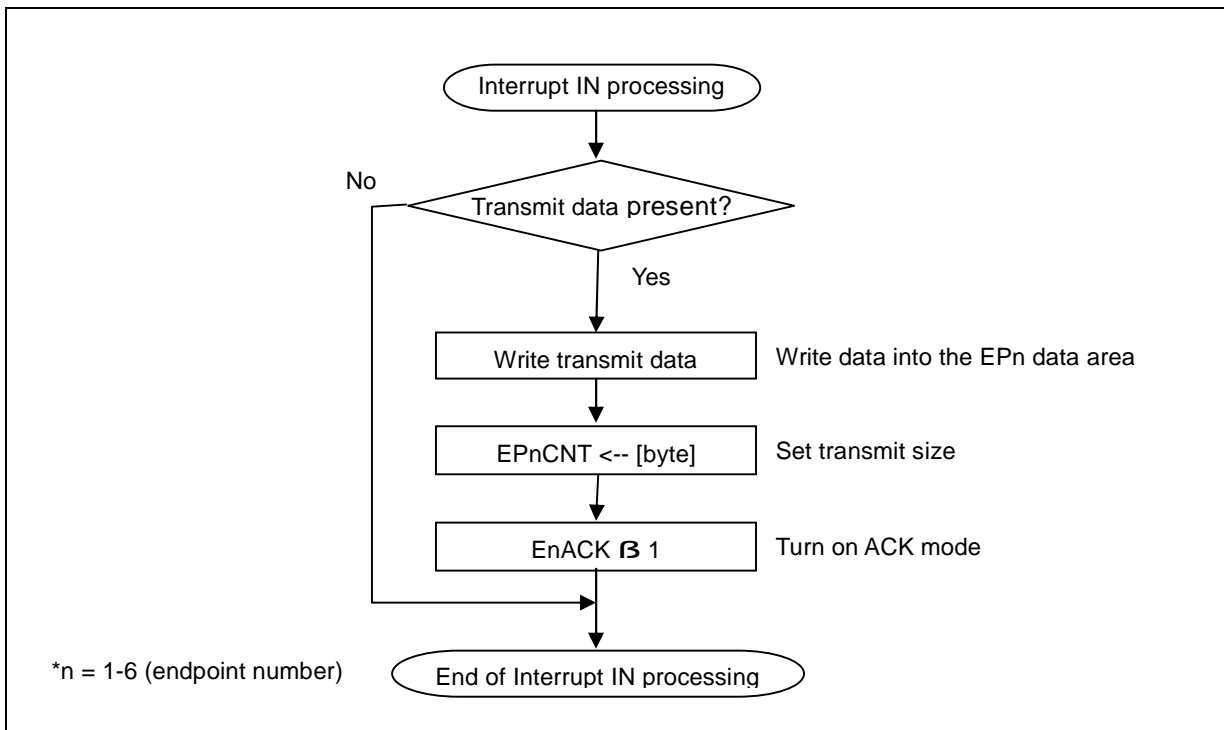 Interrupt IN processing
No
Transmit data present?
Yes
Write transmit data
Write data into the EPn data area
EPnCNT <-- [byte]
Set transmit size
EnACK ß 1
Turn on ACK mode
*n = 1-6 (endpoint number)
End of Interrupt IN processing